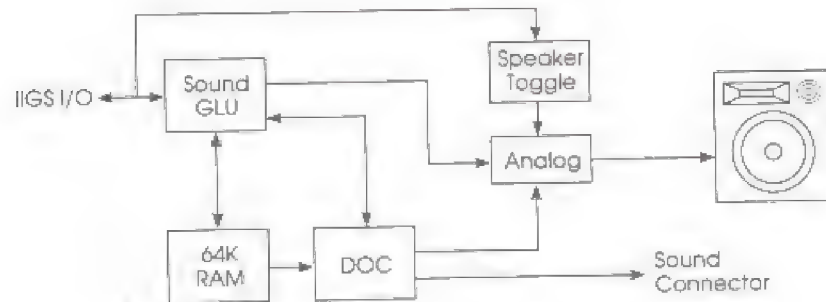 Speaker
Toggle
IIGS I/O
Sound
GLU
Analog
64K
RAM
DOC
Sound
Connector